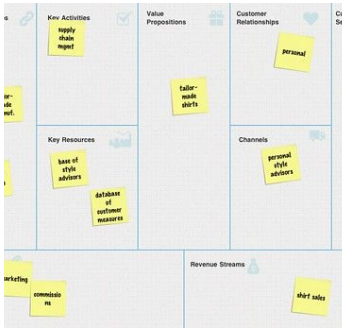 Key Activities
supply
chain
mgmt
Value
Propositions
tailor-
made
shirts
Customer
Relationships
personal
Key Resources
base of
style
advisors
database
of
customer
measures
Channels
personal
style
advisors
commissio
ns
Revenue Streams
shirt sales